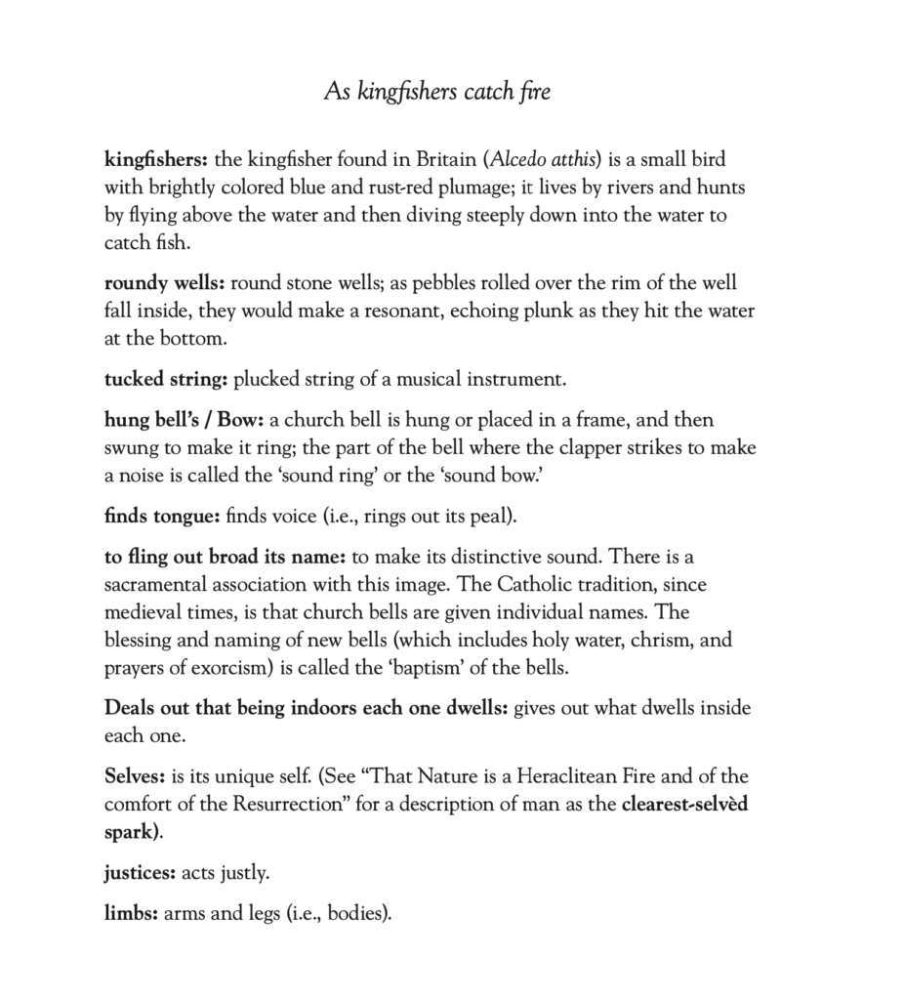 As kingfishers catch fire
kingfishers: the kingfisher found in Britain (Alcedo atthis) is a small bird
with brightly colored blue and rust-red plumage; it lives by rivers and hunts
by flying above the water and then diving steeply down into the water to
catch fish.
roundy wells: round stone wells; as pebbles rolled over the rim of the well
fall inside, they would make a resonant, echoing plunk as they hit the water
at the bottom.
tucked string: plucked string of a musical instrument.
hung bell’s / Bow: a church bell is hung or placed in a frame, and then
swung to make it ring; the part of the bell where the clapper strikes to make
a noise is called the ‘sound ring’ or the ‘sound bow.’
finds tongue: finds voice (i.e., rings out its peal).
to fling out broad its name: to make its distinctive sound. There is a
sacramental association with this image. The Catholic tradition, since
medieval times, is that church bells are given individual names. The
blessing and naming of new bells (which includes holy water, chrism, and
prayers of exorcism) is called the ‘baptism’ of the bells.
Deals out that being indoors each one dwells: gives out what dwells inside
each one.
Selves: is its unique self. (See “That Nature is a Heraclitean Fire and of the
comfort of the Resurrection” for a description of man as the clearest-selvèd
spark).
justices: acts justly.
limbs: arms and legs (i.e., bodies).